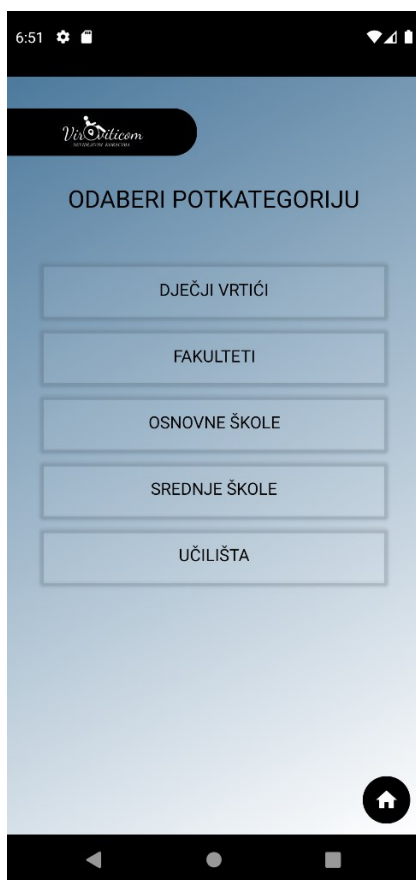 6:51
Viroviticom
ODABERI POTKATEGORIJU
DJEČJI VRTIĆI
FAKULTETI
OSNOVNE ŠKOLE
SREDNJE ŠKOLE
UČILIŠTA